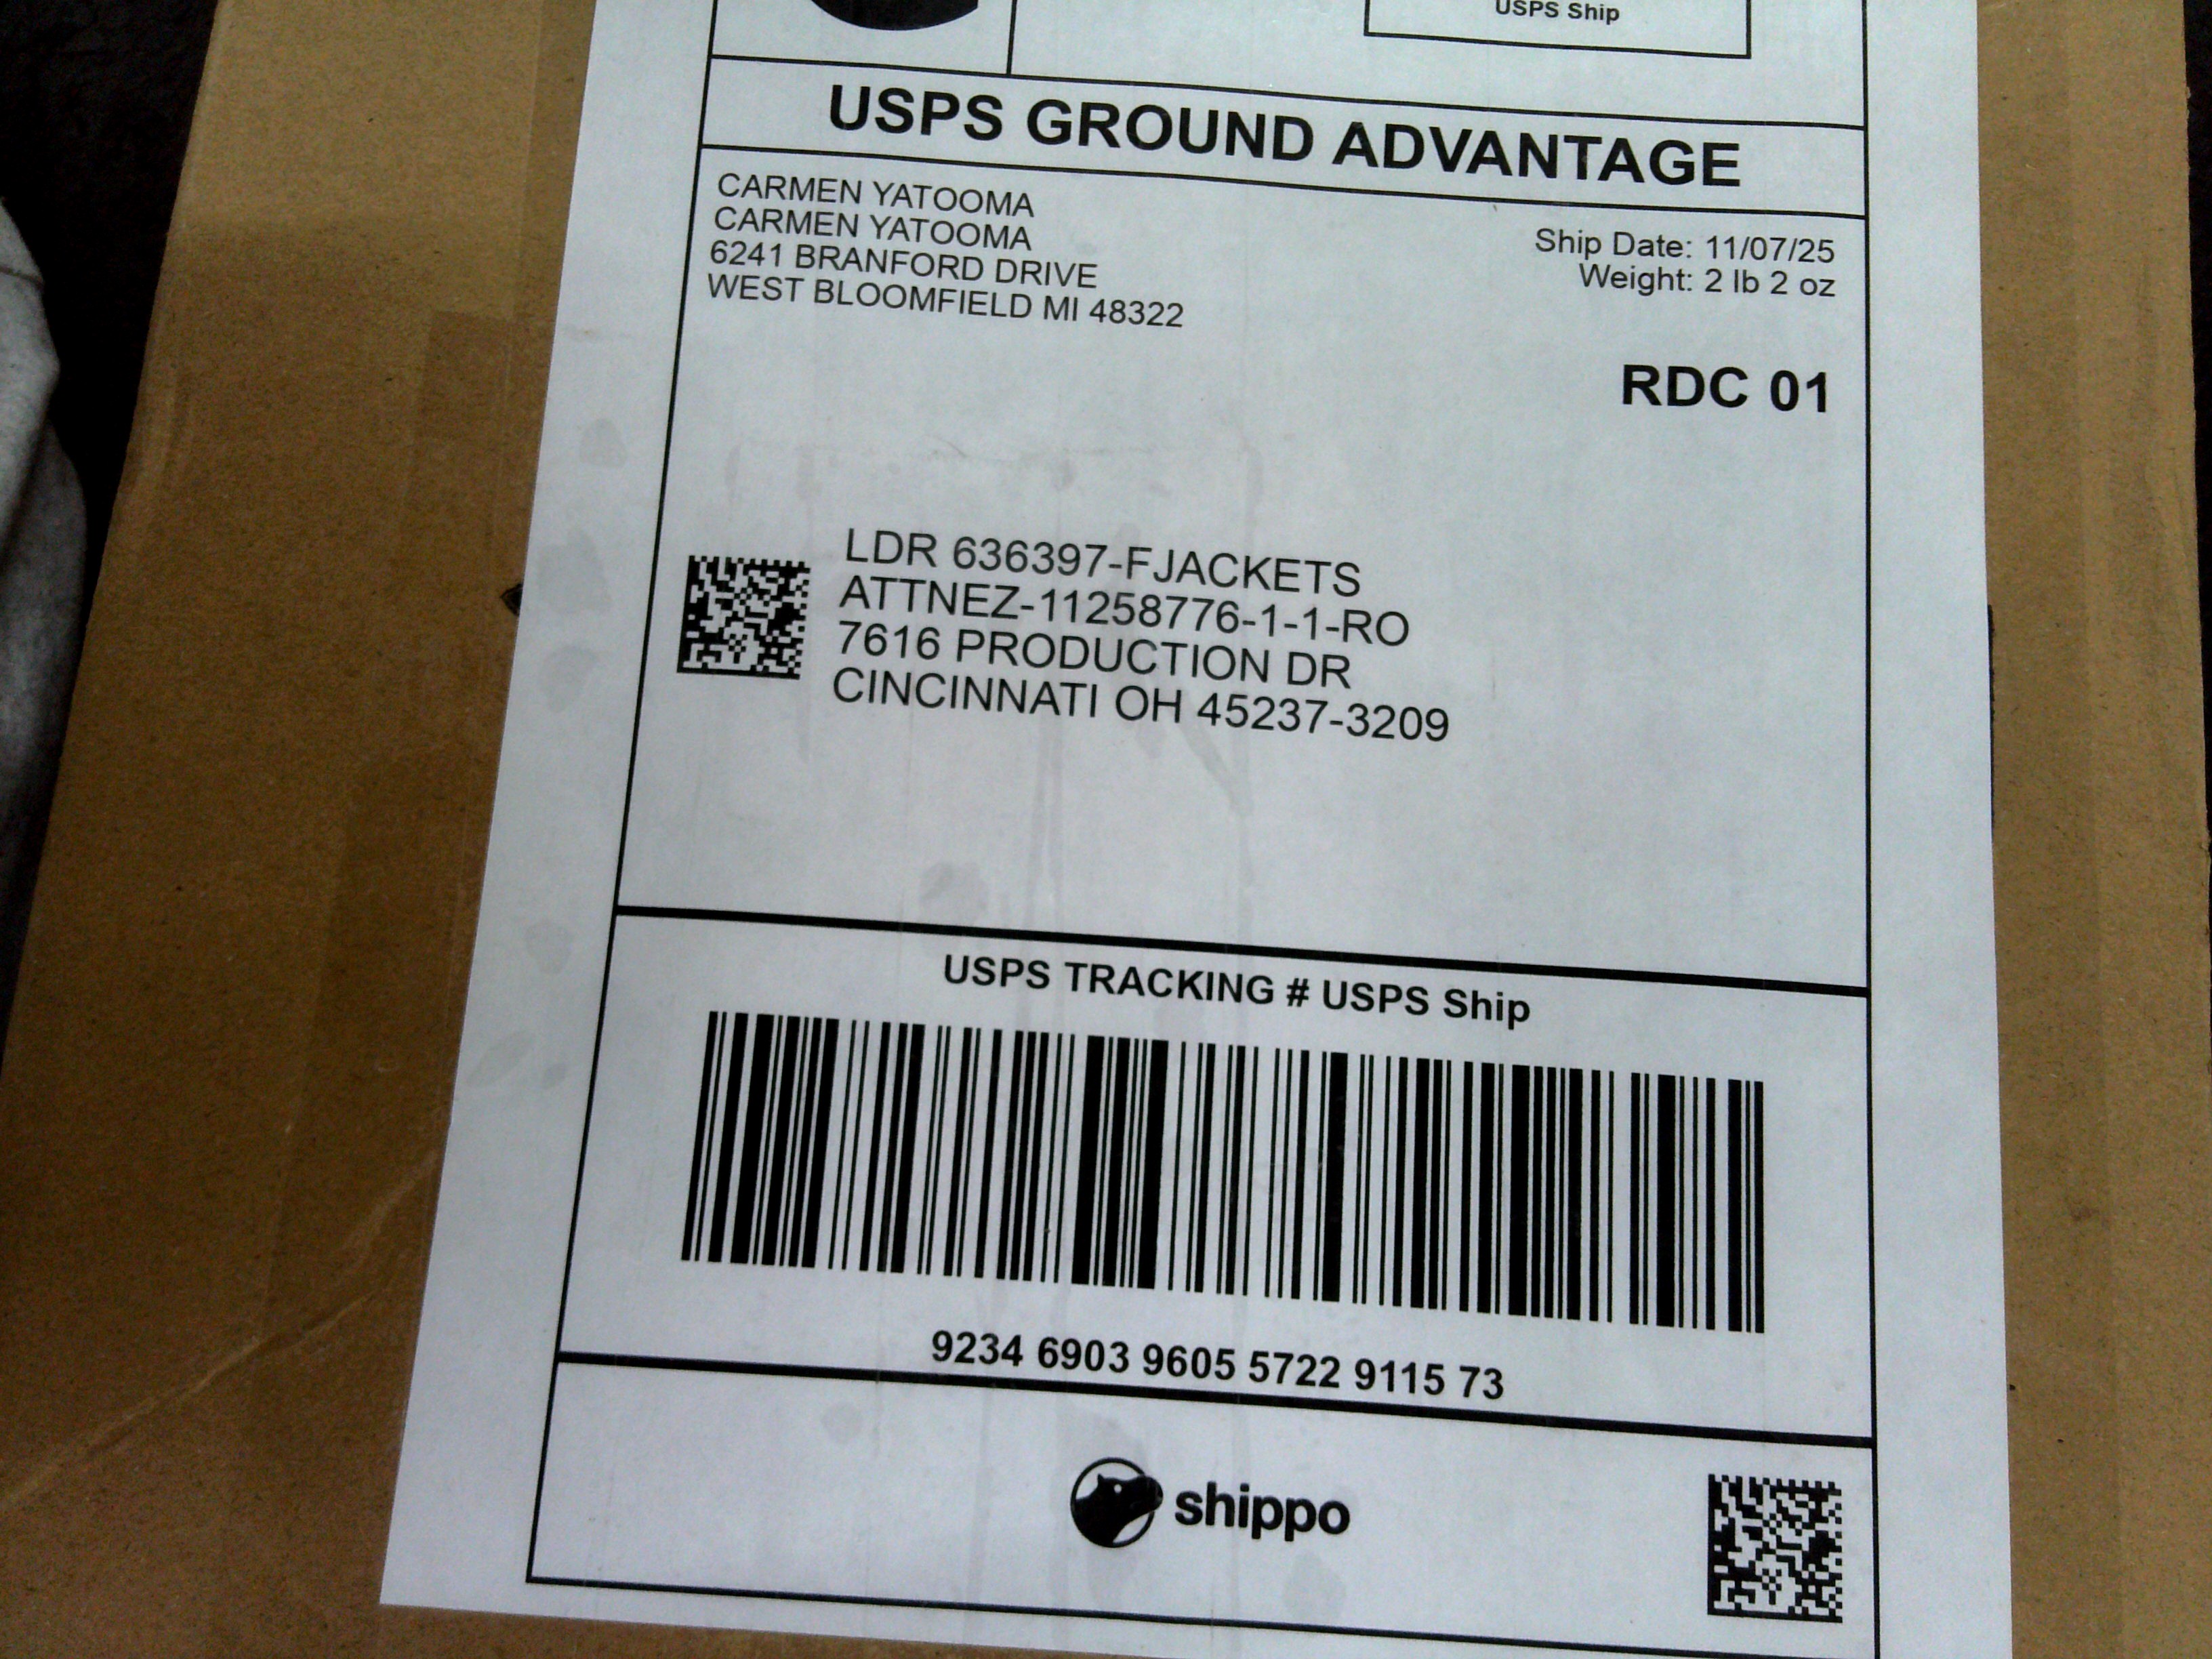 USPS Ship
USPS GROUND ADVANTAGE
CARMEN YATOOMA
CARMEN YATOOMA
6241 BRANFORD DRIVE
WEST BLOOMFIELD MI 48322
Ship Date: 11/07/25
Weight: 2 lb 2 oz
RDC 01
LDR 636397-FJACKETS
ATTNEZ-11258776-1-1-RO
7616 PRODUCTION DR
CINCINNATI OH 45237-3209
USPS TRACKING # USPS Ship
9234 6903 9605 5722 9115 73
shippo